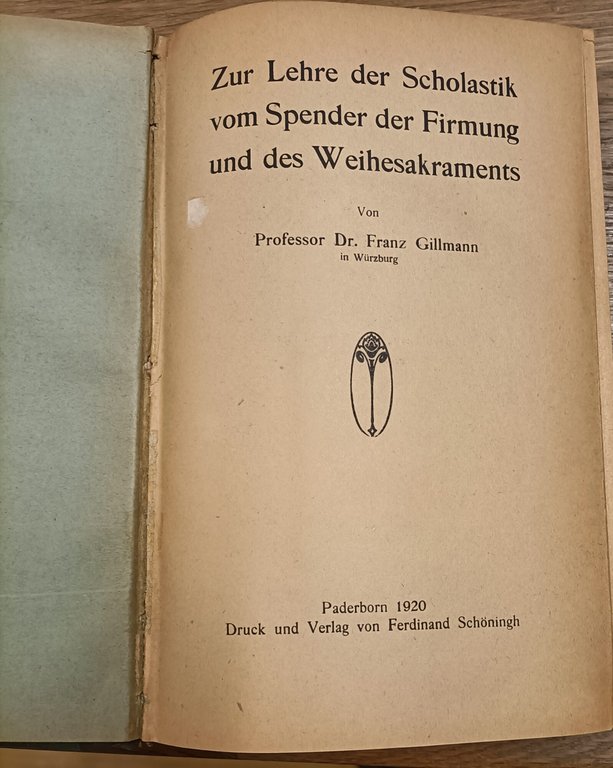 Zur Lehre der Scholastik
vom Spender der Firmung
und des Weihesakraments
Von
Professor Dr. Franz Gillmann
in Würzburg
Paderborn 1920
Druck und Verlag von Ferdinand Schöningh